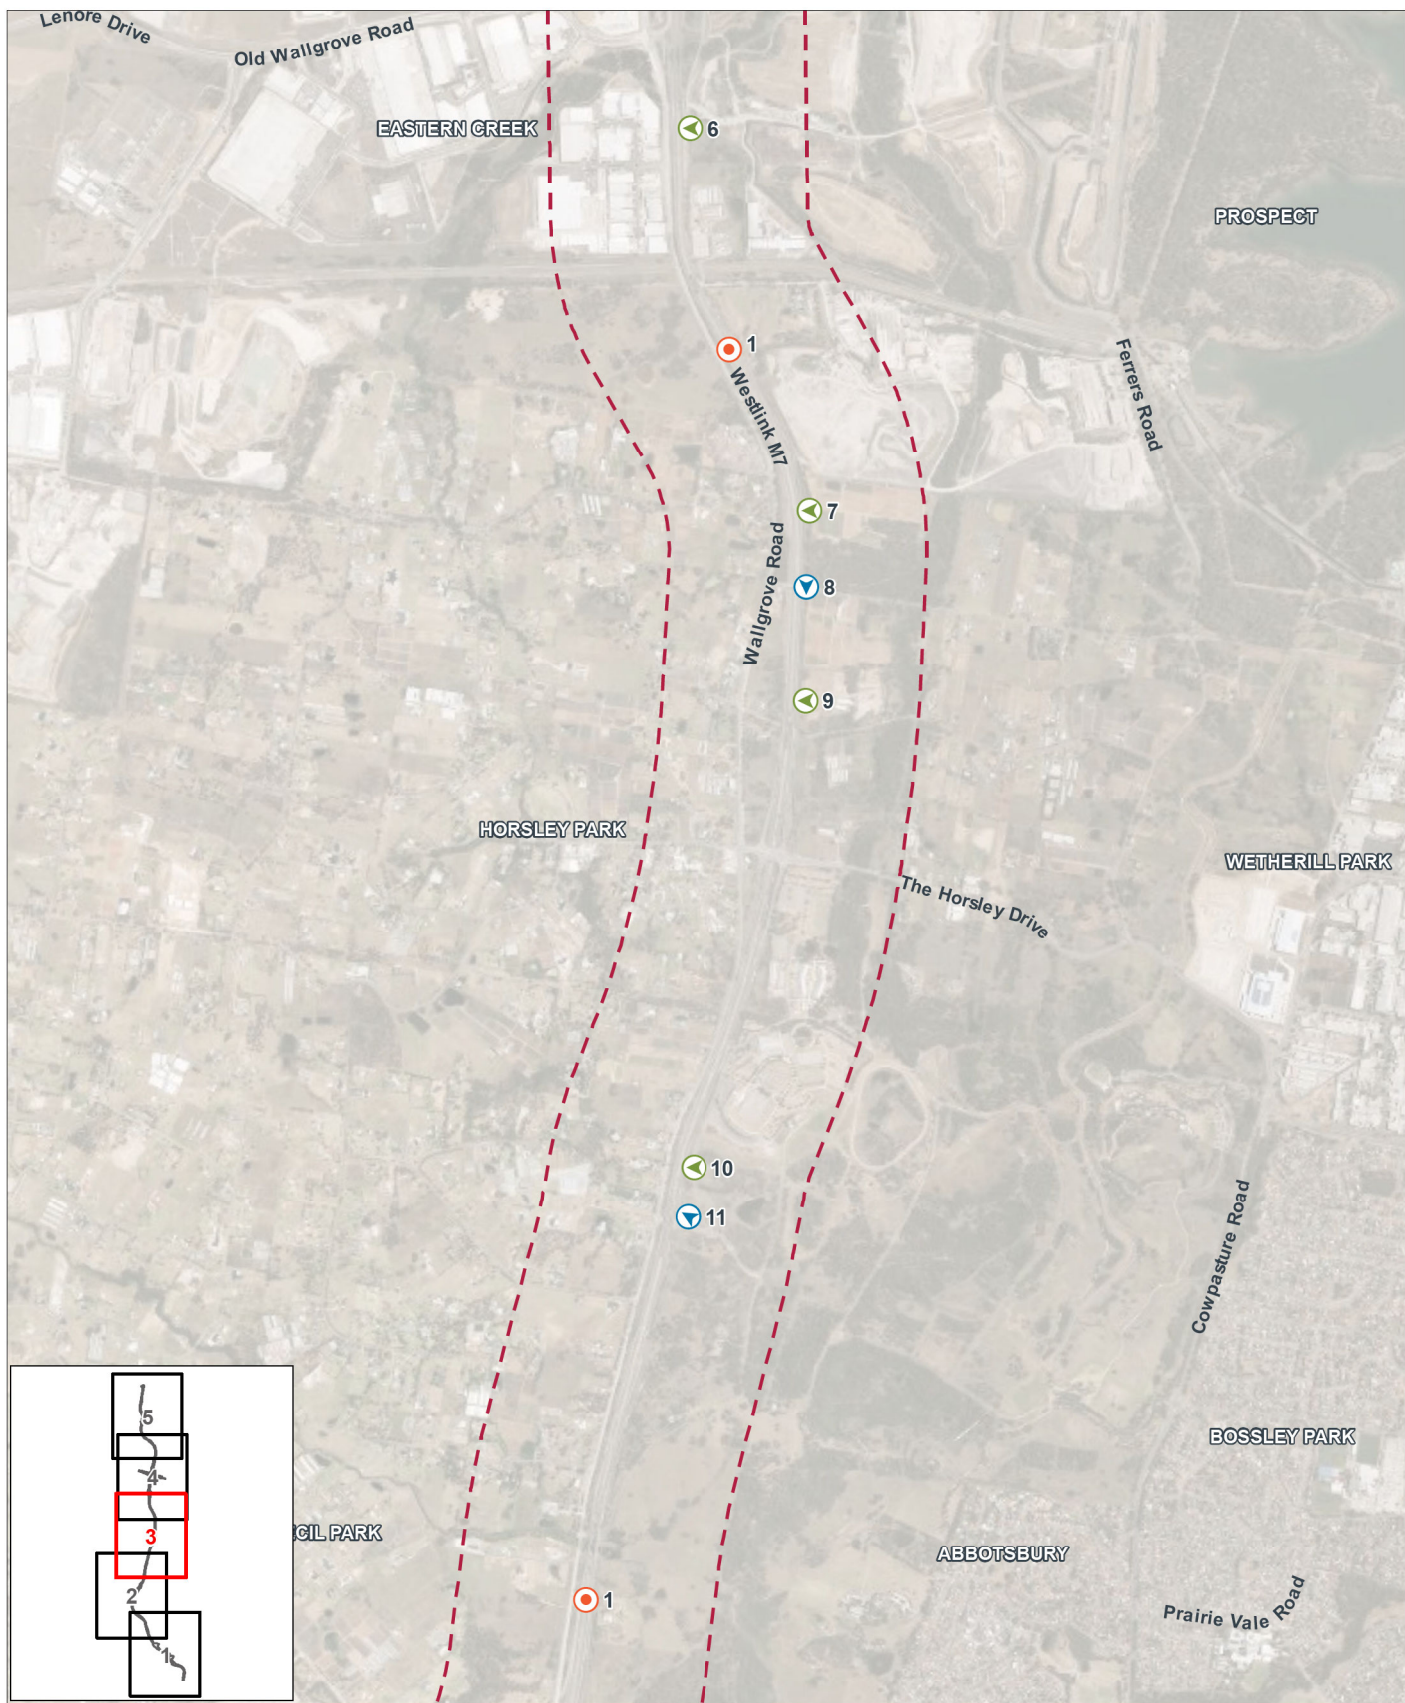 Lenore Drive
Old Wallgrove Road
EASTERN CREEK
6
PROSPECT
1
Westlink M7
Ferrers Road
7
Wallgrove Road
8
9
HORSLEY PARK
WETHERILL PARK
The Horsley Drive
10
11
Cowpasture Road
5
4
3
2
1
BOSSLEY PARK
CIL PARK
ABBOTSBURY
1
Prairie Vale Road